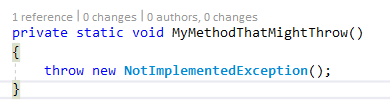 1 reference | 0 changes | 0 authors, 0 changes
private static void MyMethodThatMightThrow()
{
    throw new NotImplementedException();
}